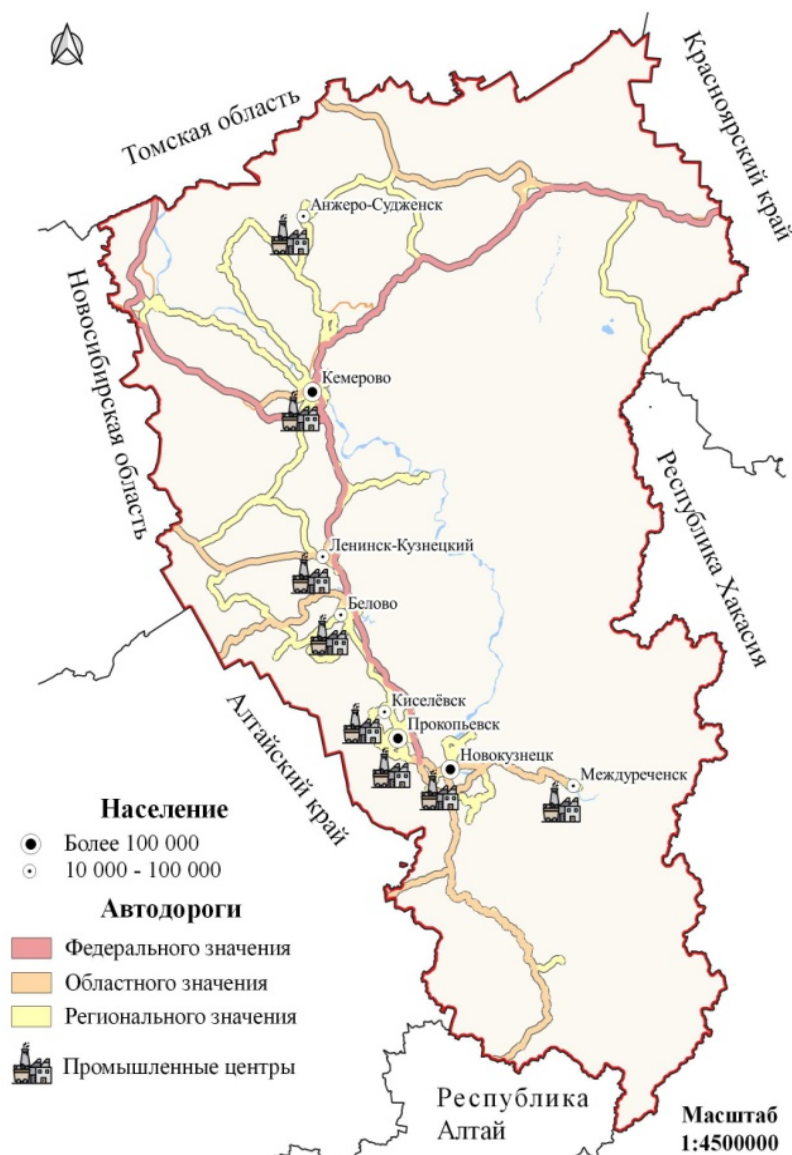 Томская область
Красноярский край
Анжеро-Судженск
Новосибирская область
Кемерово
Республика Хакасия
Ленинск-Кузнецкий
Белово
Алтайский край
Киселёвск
Прокопьевск
Новокузнецк
Междуреченск
Население
Более 100 000
10 000 - 100 000
Автодороги
Федерального значения
Областного значения
Регионального значения
Промышленные центры
Республика
Алтай
Масштаб
1:4500000